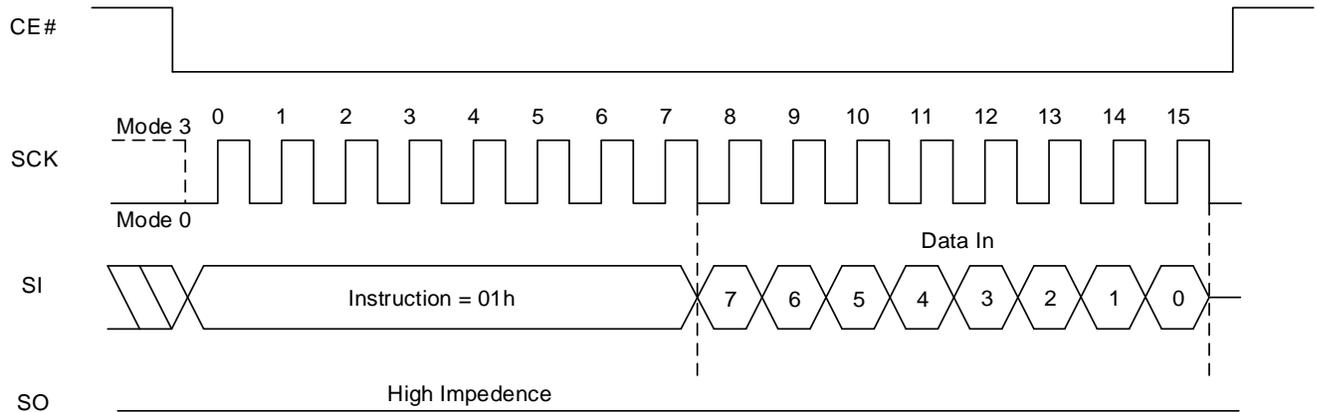 CE#
0 1 2 3 4 5 6 7 8 9 10 11 12 13 14 15
Mode 3
SCK
Mode 0
Data In
SI
Instruction = 01h
7 6 5 4 3 2 1 0
High Impedence
SO